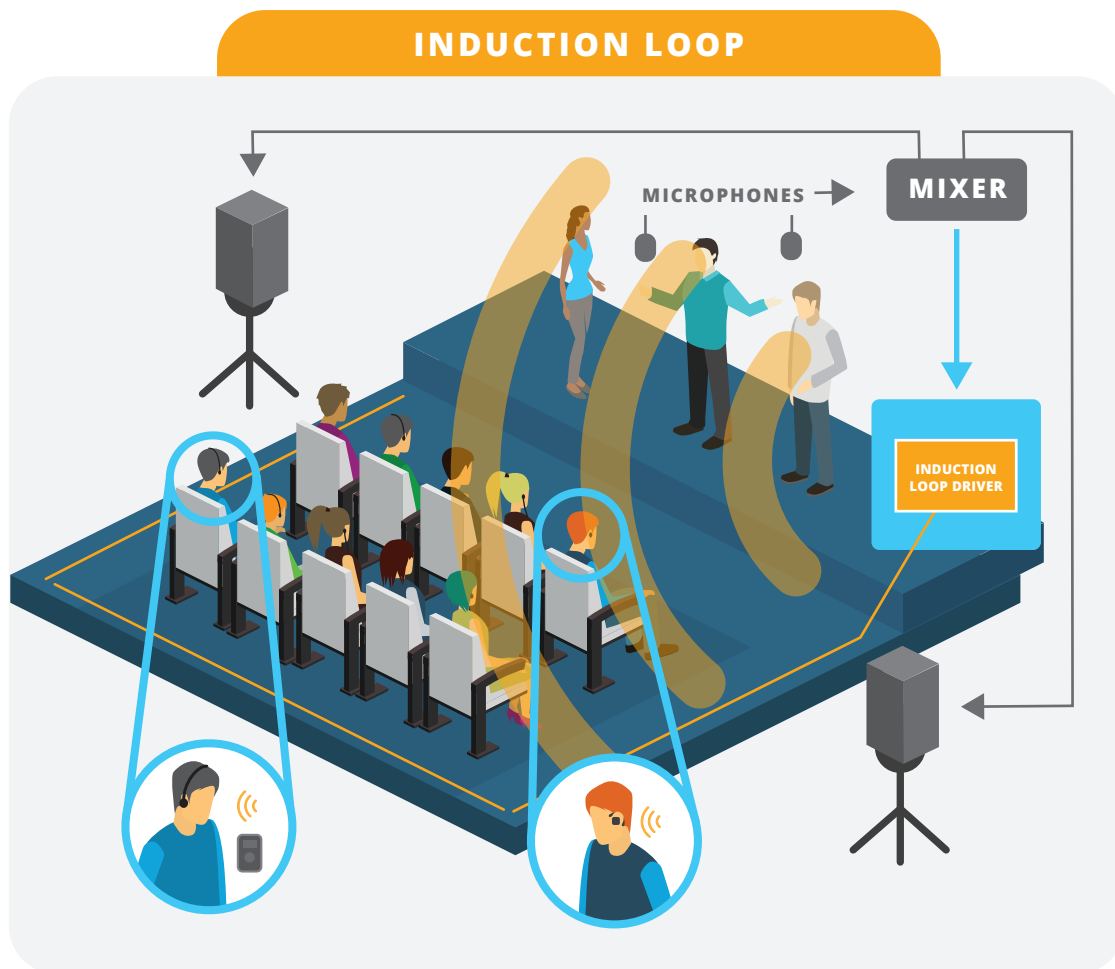 INDUCTION LOOP
MICROPHONES
MIXER
INDUCTION
LOOP DRIVER